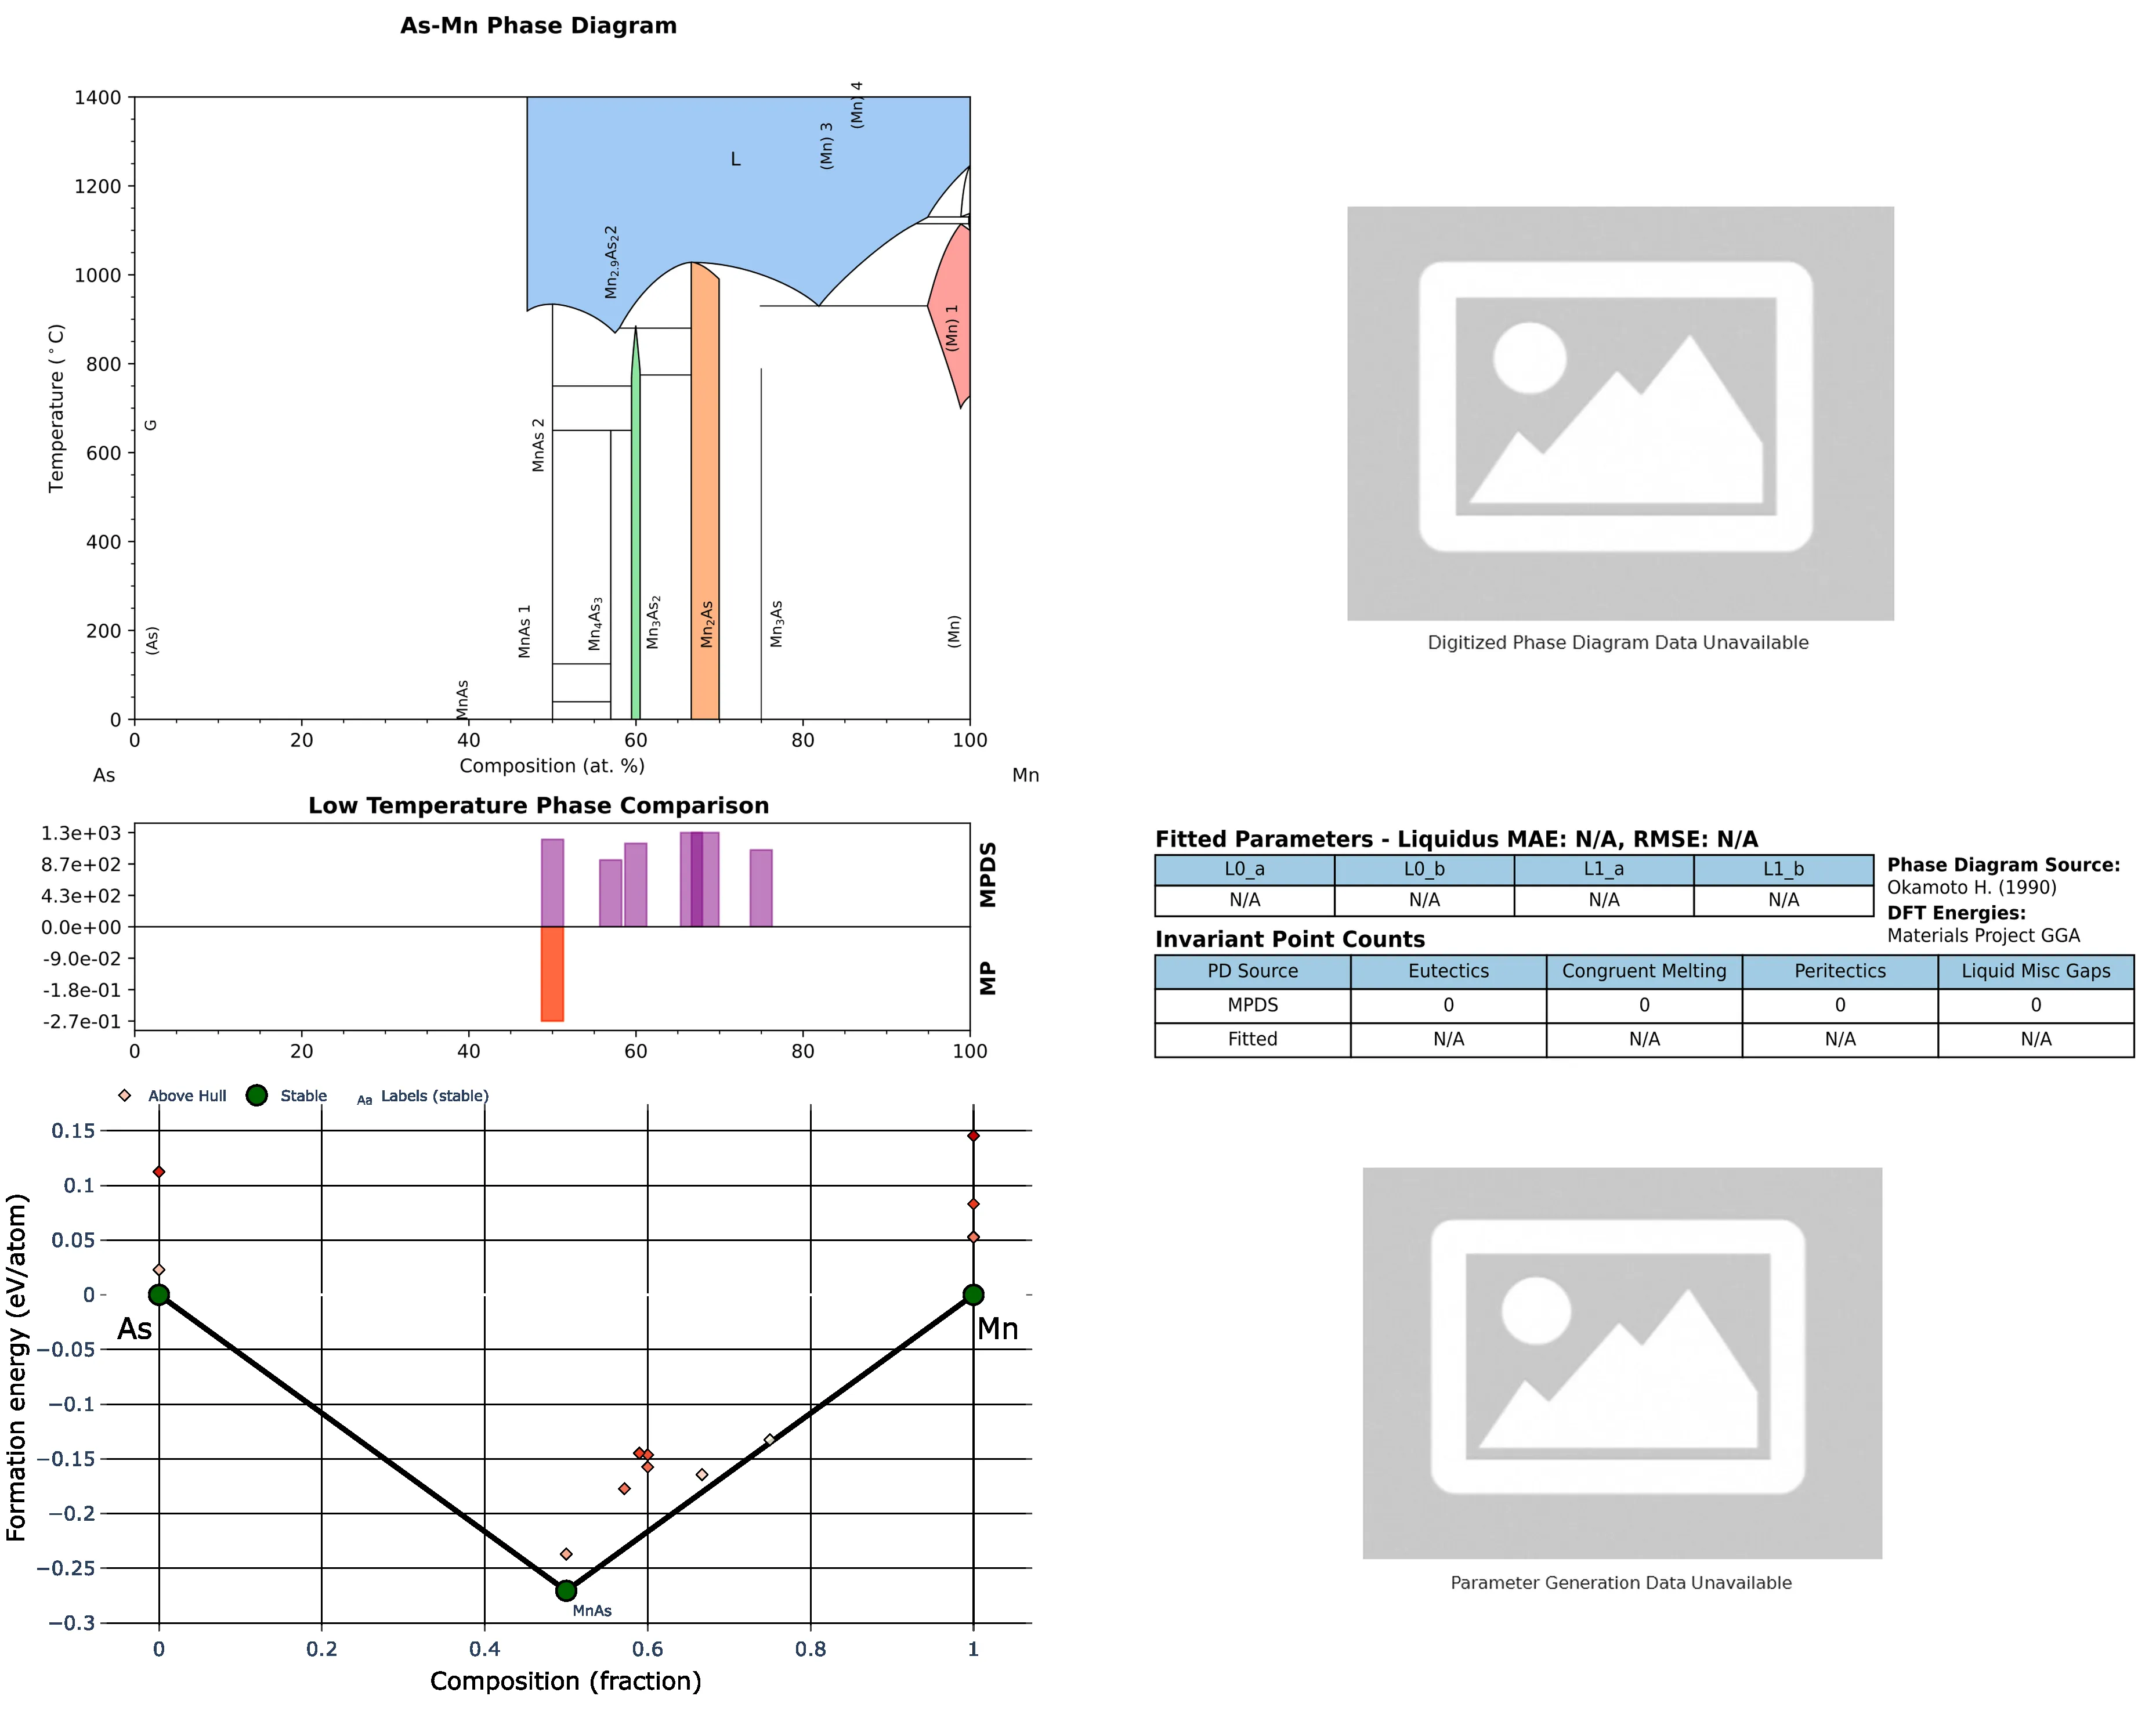 As-Mn Phase Diagram
1400
1200
1000
800
600
400
200
0
Temperature (°C)
L
(Mn) 3
(Mn) 4
Mn2.9As22
(Mn) 1
G
MnAs 2
(As)
MnAs
MnAs 1
Mn4As3
Mn3As2
Mn2As
Mn3As
(Mn)
0 20 40 60 80 100
Composition (at. %)
As Mn
Digitized Phase Diagram Data Unavailable
Low Temperature Phase Comparison
1.3e+03
8.7e+02
4.3e+02
0.0e+00
-9.0e-02
-1.8e-01
-2.7e-01
MPDS
MP
0 20 40 60 80 100
Fitted Parameters - Liquidus MAE: N/A, RMSE: N/A
L0_a L0_b L1_a L1_b
N/A N/A N/A N/A
Phase Diagram Source:
Okamoto H. (1990)
DFT Energies:
Materials Project GGA
Invariant Point Counts
PD Source Eutectics Congruent Melting Peritectics Liquid Misc Gaps
MPDS 0 0 0 0
Fitted N/A N/A N/A N/A
Above Hull Stable Aa Labels (stable)
0.15
0.1
0.05
0
−0.05
−0.1
−0.15
−0.2
−0.25
−0.3
Formation energy (eV/atom)
As
Mn
MnAs
0 0.2 0.4 0.6 0.8 1
Composition (fraction)
Parameter Generation Data Unavailable